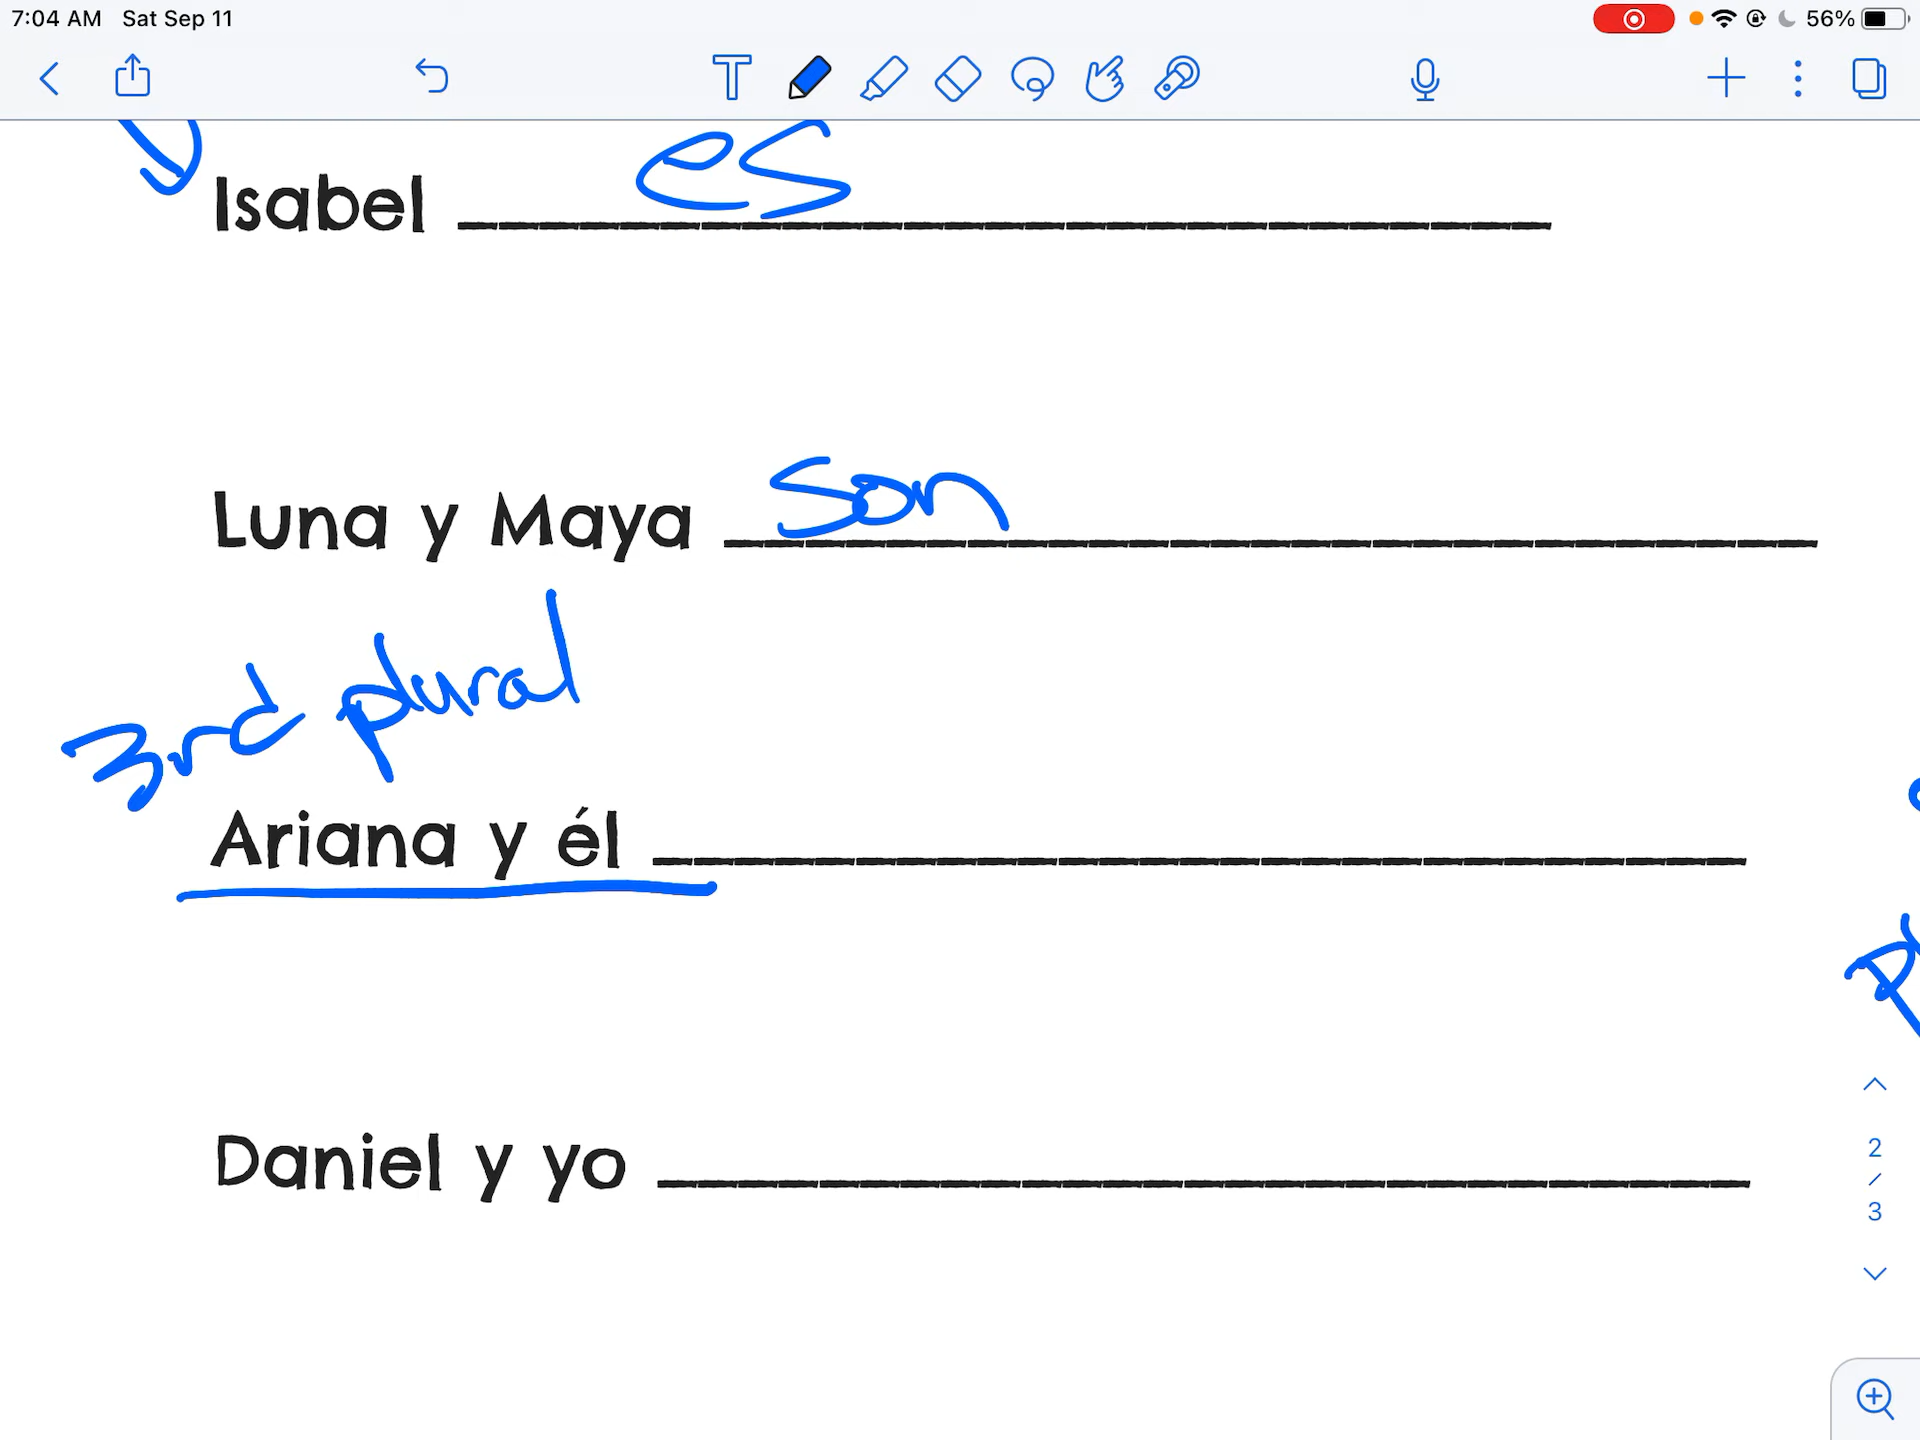 7:04 AM Sat Sep 11
56%
T
es
Isabel
son
Luna y Maya
3rd plural
Ariana y él
Daniel y yo
2
/
3